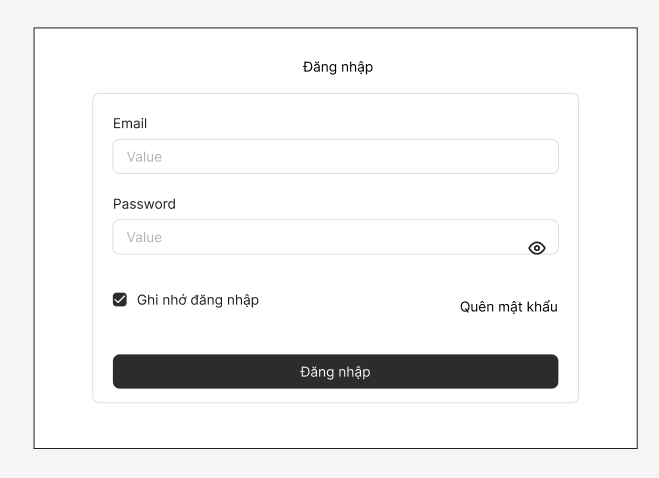 Đăng nhập
Email
Value
Password
Value
Ghi nhớ đăng nhập
Quên mật khẩu
Đăng nhập